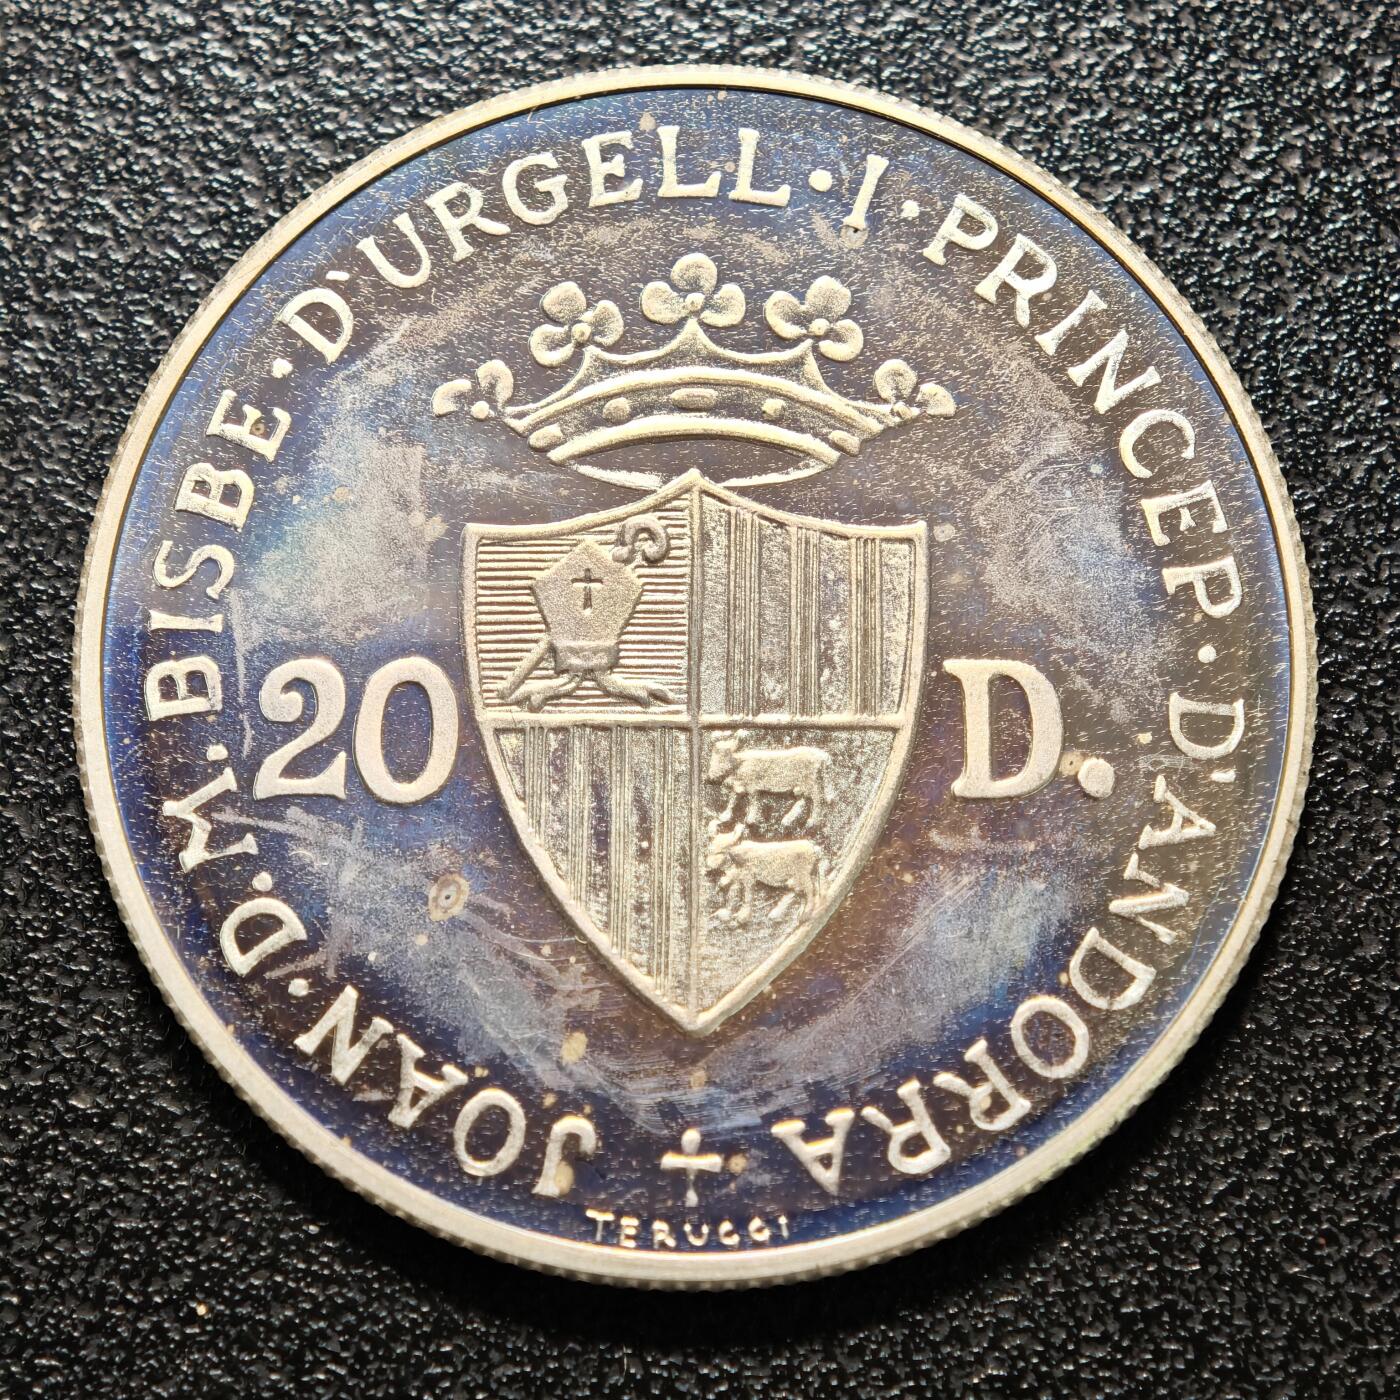 JOAN·D·M·BISBE·D'URGELL·I·PRINCEP·D'ANDORRA
20 D.
TERUGGI